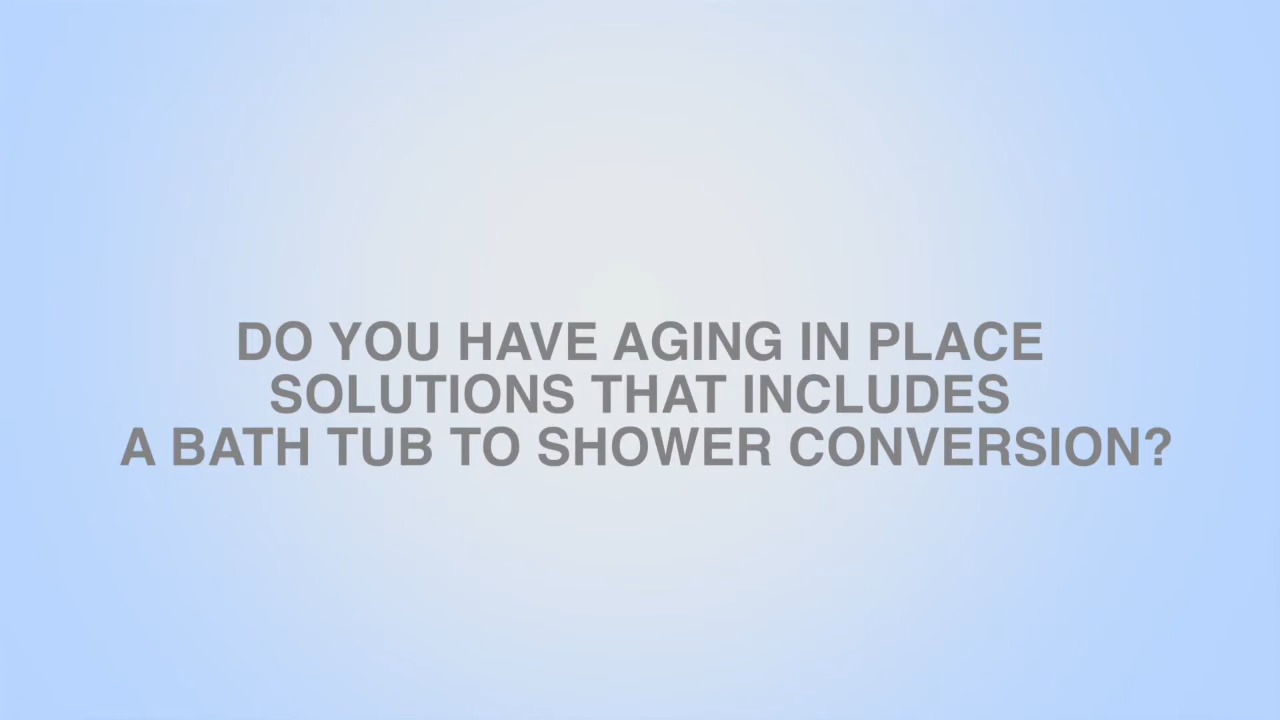 DO YOU HAVE AGING IN PLACE
SOLUTIONS THAT INCLUDES
A BATH TUB TO SHOWER CONVERSION?